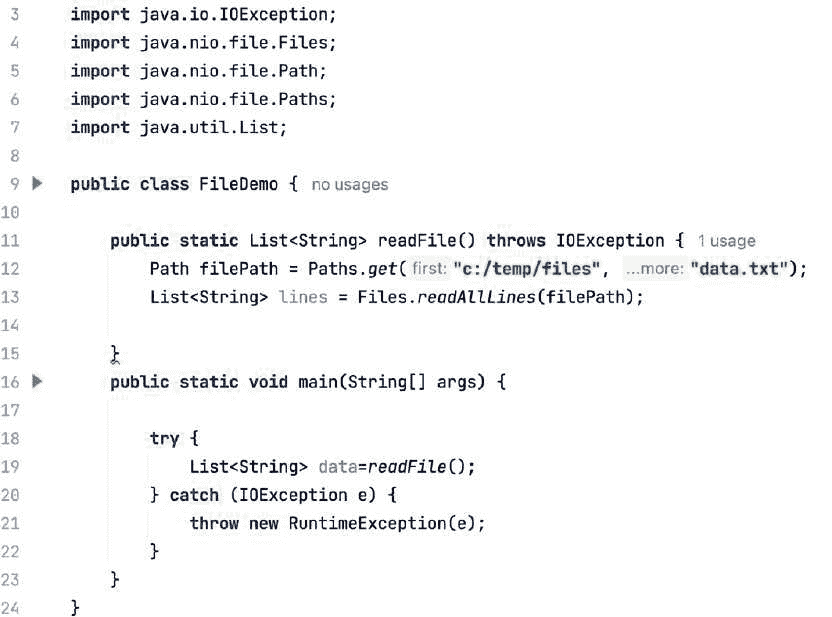 3 import java.io.IOException;
4 import java.nio.file.Files;
5 import java.nio.file.Path;
6 import java.nio.file.Paths;
7 import java.util.List;
8
9 public class FileDemo { no usages
10
11 public static List<String> readFile() throws IOException { 1 usage
12 Path filePath = Paths.get( first: "c:/temp/files", ...more: "data.txt");
13 List<String> lines = Files.readAllLines(filePath);
14
15 }
16 public static void main(String[] args) {
17
18 try {
19 List<String> data=readFile();
20 } catch (IOException e) {
21 throw new RuntimeException(e);
22 }
23 }
24 }